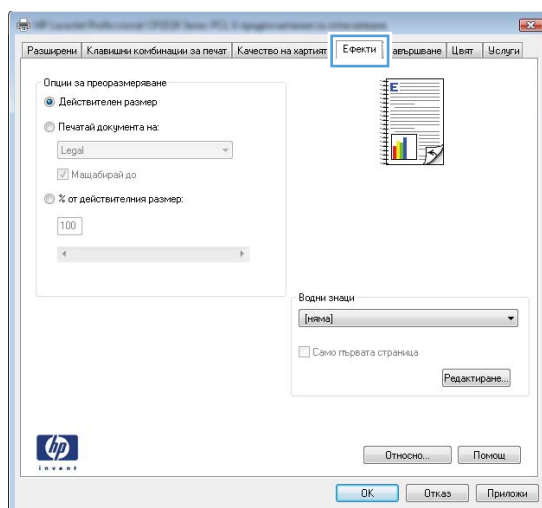 Разширени Клавишни комбинации за печат Качество на хартият Ефекти авършване Цвят Услуги
Опции за преоразмеряване
Действителен размер
Печатай документа на:
Legal
Мащабирай до
% от действителния размер:
100
E
Водни знаци
[няма]
Само първата страница
Редактиране...
hp
invent
Относно... Помощ
OK Отказ Приложи